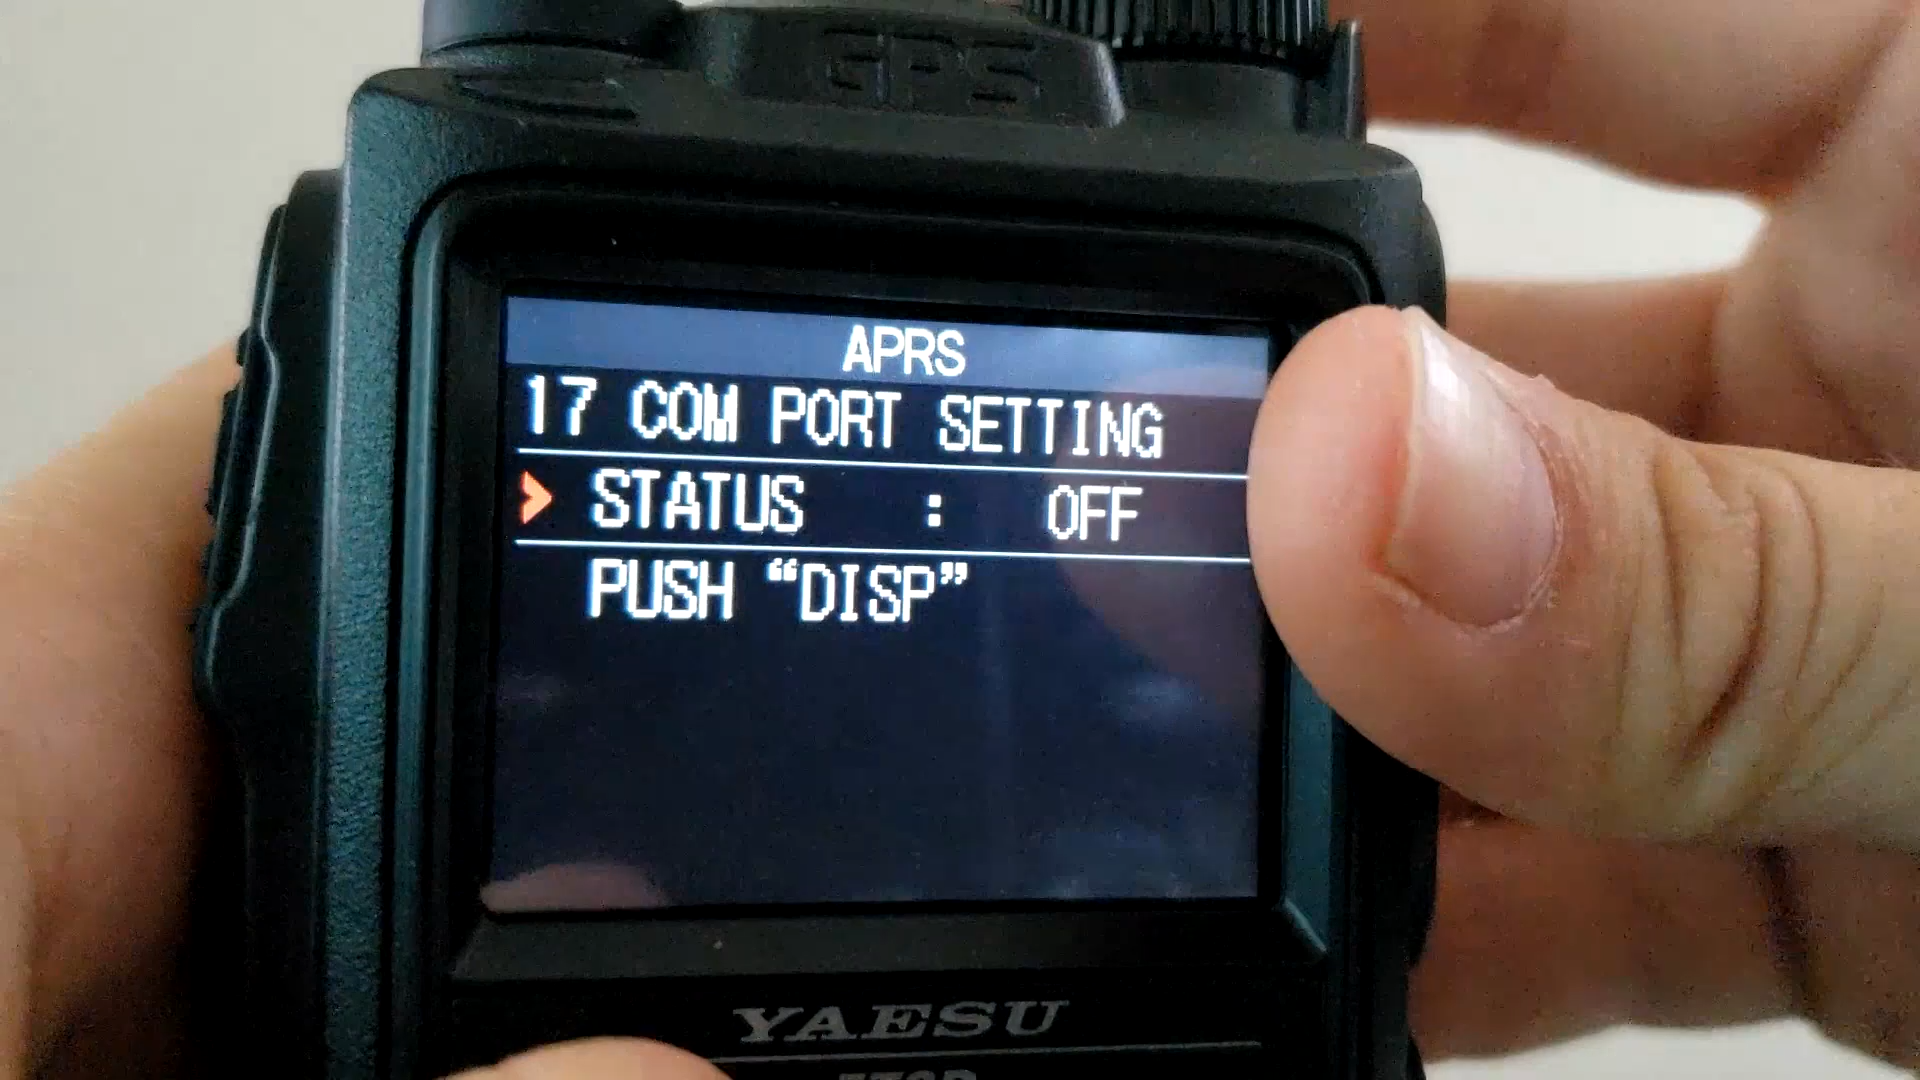 GPS
APRS
17 COM PORT SETTING
STATUS : OFF
PUSH “DISP”
YAESU